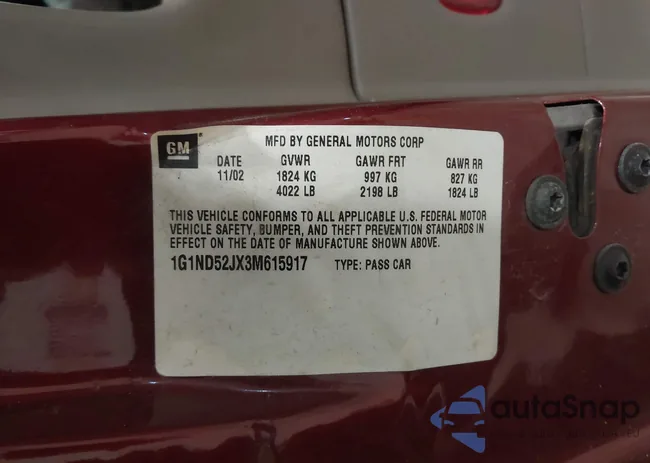 GM
MFD BY GENERAL MOTORS CORP
DATE GVWR GAWR FRT GAWR RR
11/02 1824 KG 997 KG 827 KG
4022 LB 2198 LB 1824 LB
THIS VEHICLE CONFORMS TO ALL APPLICABLE U.S. FEDERAL MOTOR
VEHICLE SAFETY, BUMPER, AND THEFT PREVENTION STANDARDS IN
EFFECT ON THE DATE OF MANUFACTURE SHOWN ABOVE.
1G1ND52JX3M615917 TYPE: PASS CAR
autoSnap